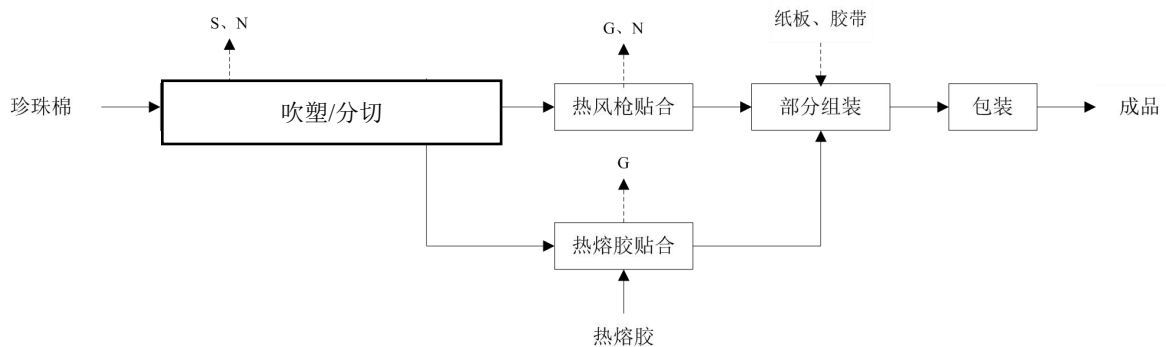 S、N
G、N
纸板、胶带
珍珠棉
吹塑/分切
热风枪贴合
部分组装
包装
成品
G
热熔胶贴合
热熔胶